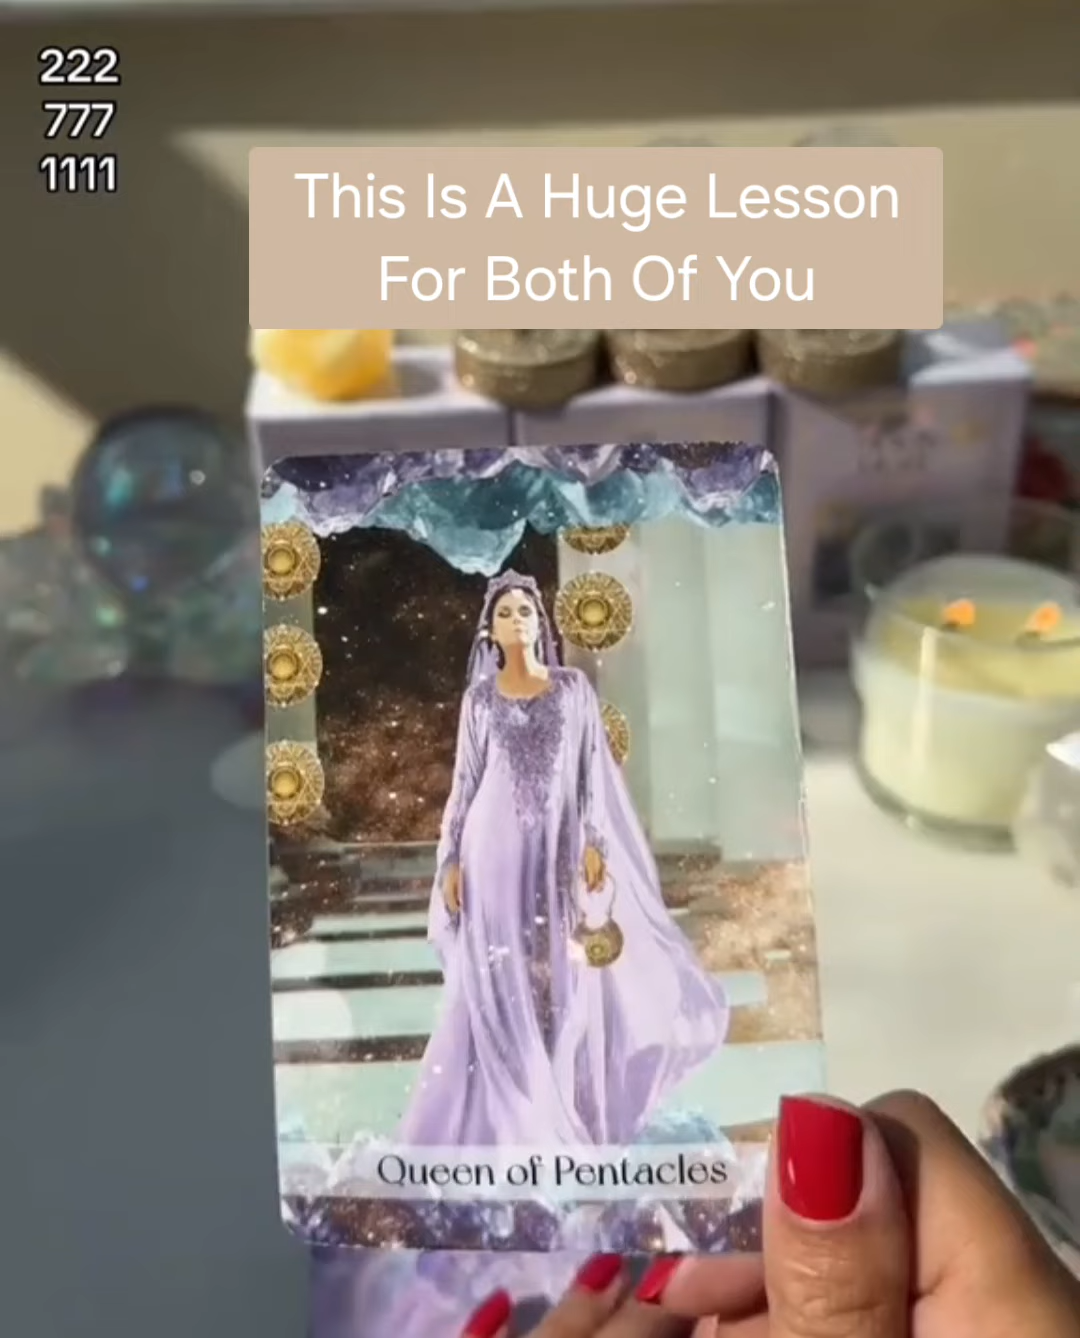 222
777
1111
This Is A Huge Lesson
For Both Of You
Queen of Pentacles